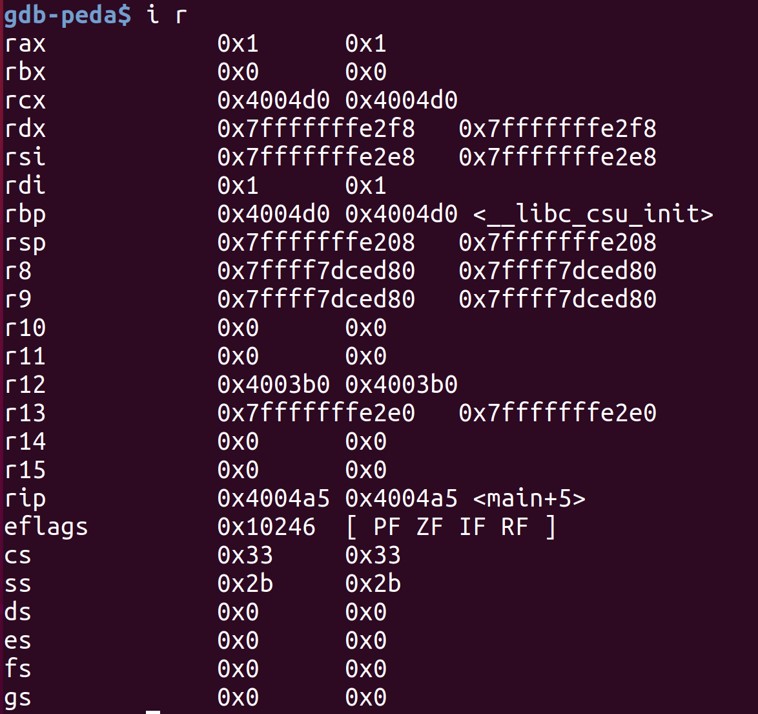 gdb-peda$ i r
rax 0x1 0x1
rbx 0x0 0x0
rcx 0x4004d0 0x4004d0
rdx 0x7fffffffe2f8 0x7fffffffe2f8
rsi 0x7fffffffe2e8 0x7fffffffe2e8
rdi 0x1 0x1
rbp 0x4004d0 0x4004d0 <__libc_csu_init>
rsp 0x7fffffffe208 0x7fffffffe208
r8 0x7ffff7dced80 0x7ffff7dced80
r9 0x7ffff7dced80 0x7ffff7dced80
r10 0x0 0x0
r11 0x0 0x0
r12 0x4003b0 0x4003b0
r13 0x7fffffffe2e0 0x7fffffffe2e0
r14 0x0 0x0
r15 0x0 0x0
rip 0x4004a5 0x4004a5 <main+5>
eflags 0x10246 [ PF ZF IF RF ]
cs 0x33 0x33
ss 0x2b 0x2b
ds 0x0 0x0
es 0x0 0x0
fs 0x0 0x0
gs 0x0 0x0